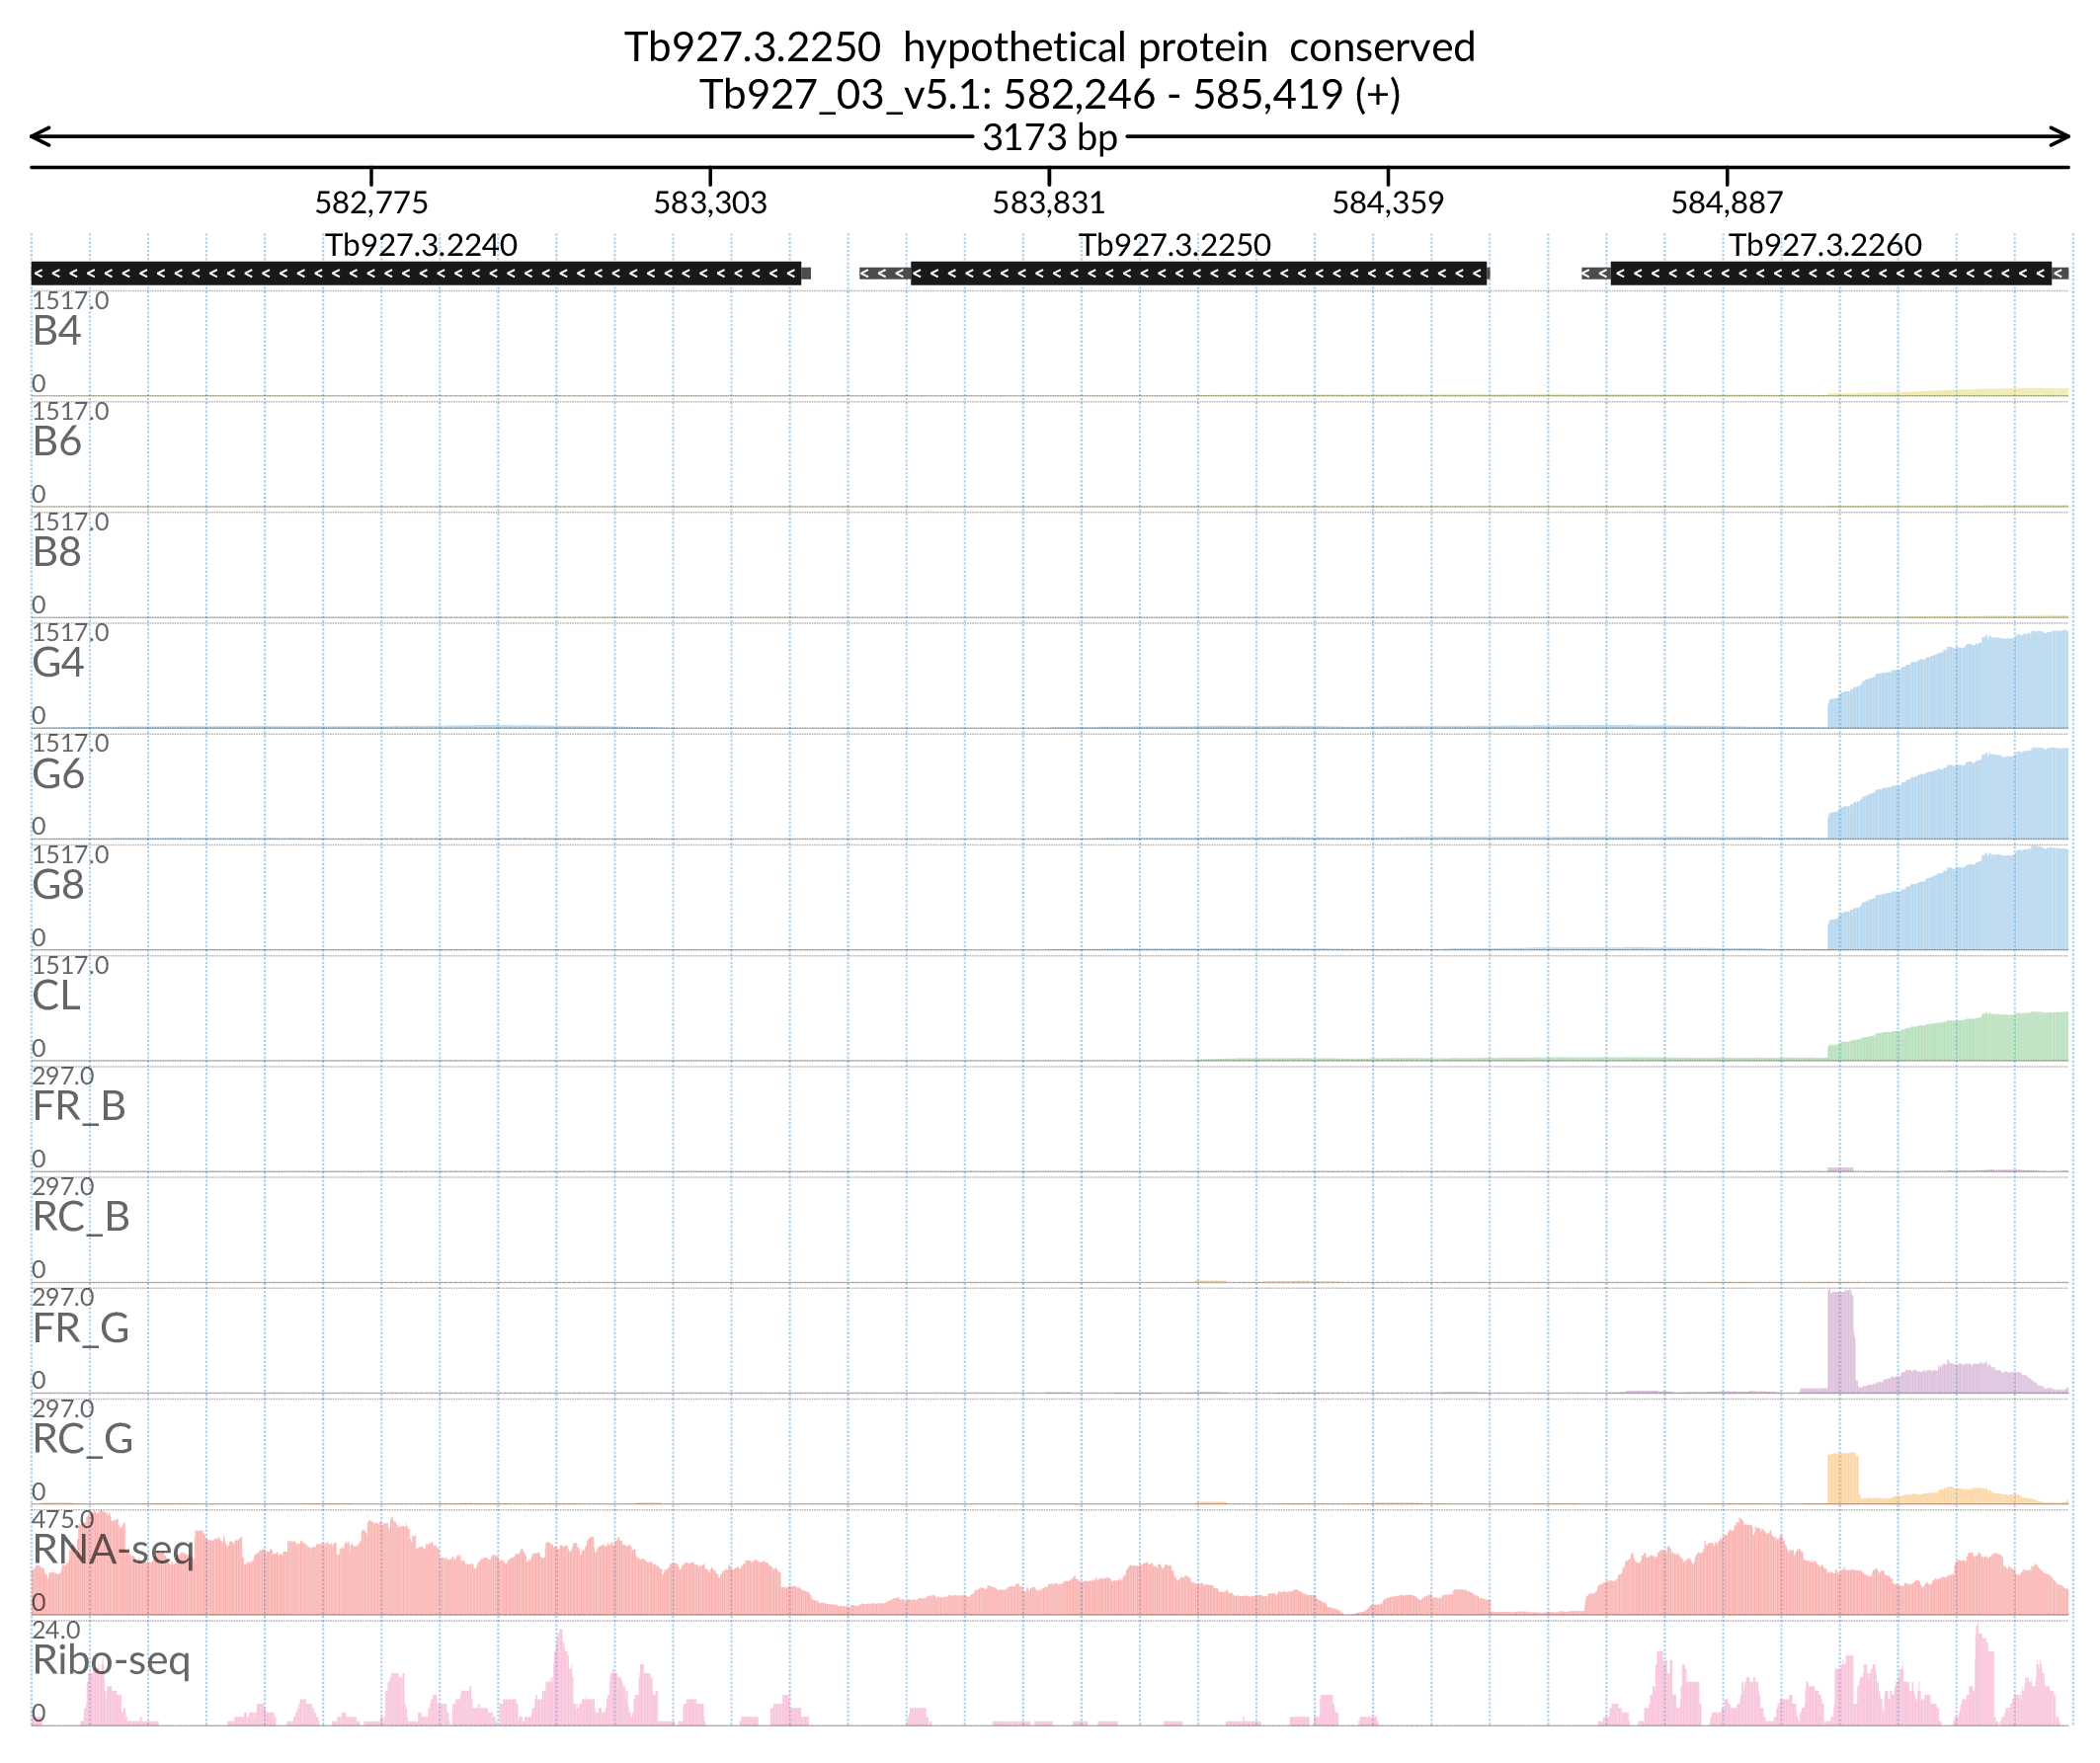 Tb927.3.2250 hypothetical protein conserved
Tb927_03_v5.1: 582,246 - 585,419 (+)
3173 bp
582,775 583,303 583,831 584,359 584,887
Tb927.3.2240 Tb927.3.2250 Tb927.3.2260
1517.0
B4
0
1517.0
B6
0
1517.0
B8
0
1517.0
G4
0
1517.0
G6
0
1517.0
G8
0
1517.0
CL
0
297.0
FR_B
0
297.0
RC_B
0
297.0
FR_G
0
297.0
RC_G
0
475.0
RNA-seq
0
24.0
Ribo-seq
0